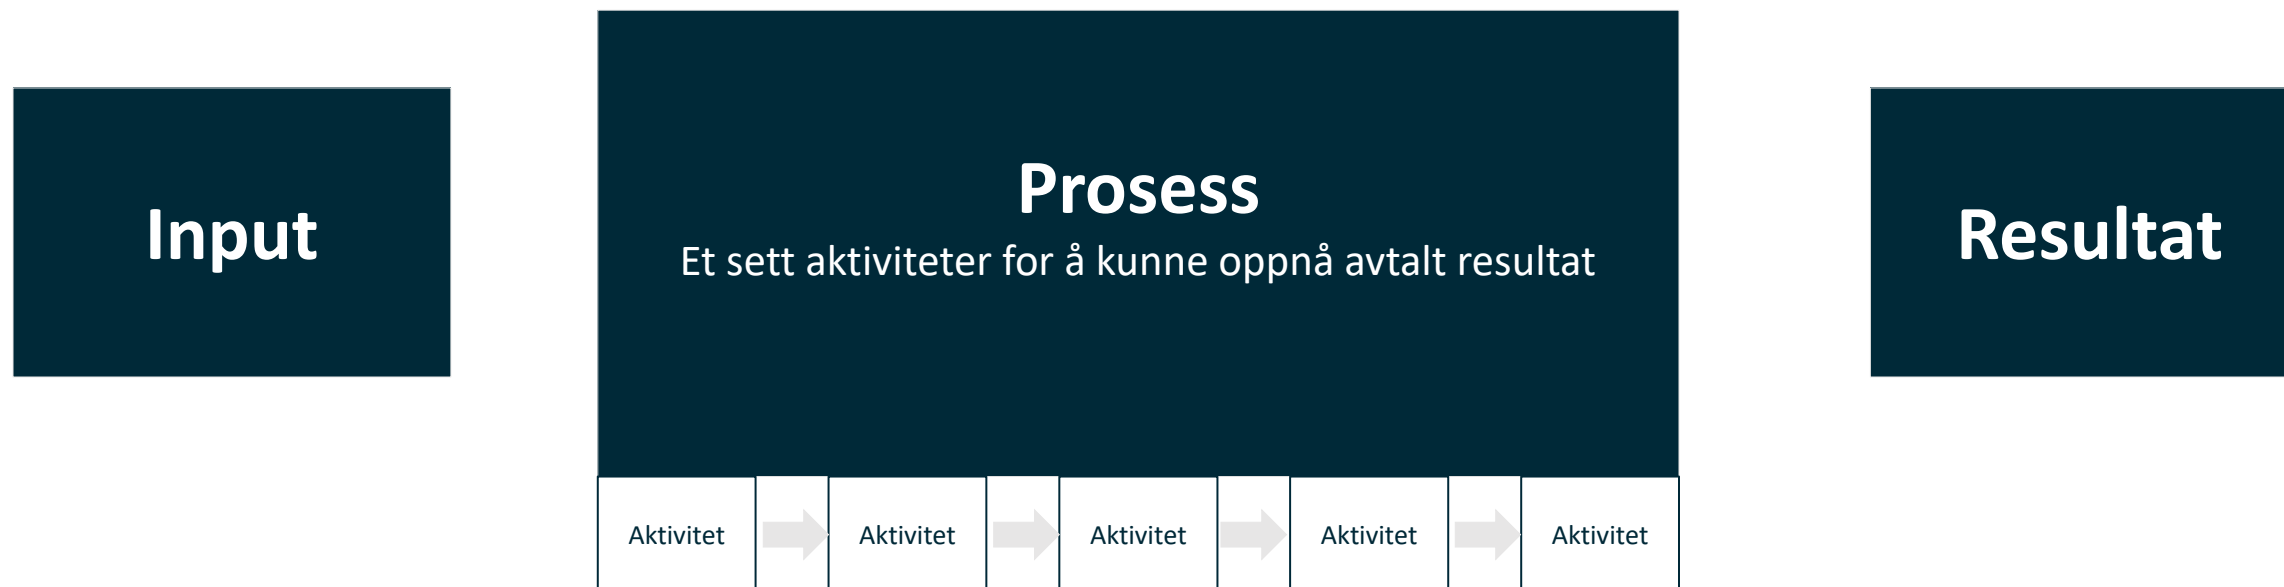 Input
Prosess
Et sett aktiviteter for å kunne oppnå avtalt resultat
Resultat
Aktivitet
Aktivitet
Aktivitet
Aktivitet
Aktivitet